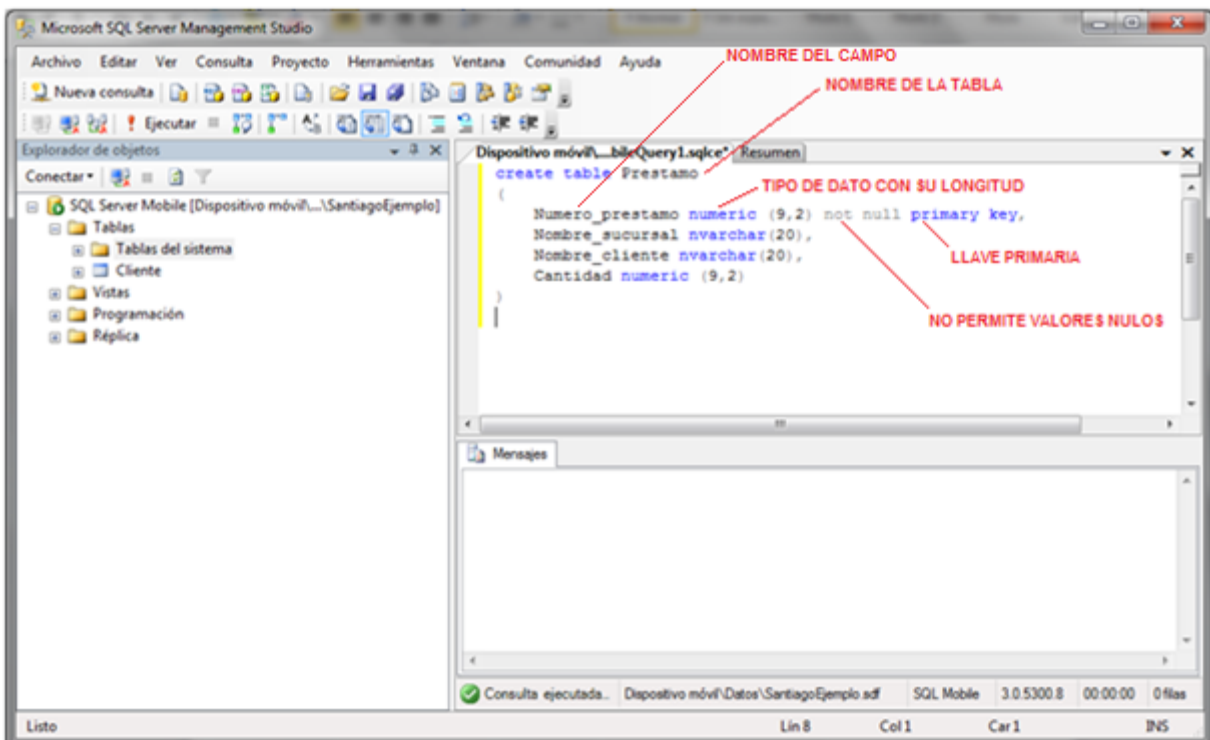 Microsoft SQL Server Management Studio
Archivo Editar Ver Consulta Proyecto Herramientas Ventana Comunidad Ayuda
NOMBRE DEL CAMPO
Nueva consulta
NOMBRE DE LA TABLA
Ejecutar
Explorador de objetos
Conectar
SQL Server Mobile [Dispositivo móvil\...\SantiagoEjemplo]
Tablas
Tablas del sistema
Cliente
Vistas
Programación
Réplica
Dispositivo móvil\...bileQuery1.sqlce* Resumen
create table Prestamo
(
TIPO DE DATO CON SU LONGITUD
Numero_prestamo numeric (9,2) not null primary key,
Nombre_sucursal nvarchar(20),
Nombre_cliente nvarchar(20),
LLAVE PRIMARIA
Cantidad numeric (9,2)
)
NO PERMITE VALORES NULOS
Mensajes
Consulta ejecutada... Dispositivo móvil\Datos\SantiagoEjemplo.sdf SQL Mobile 3.0.5300.8 00:00:00 0 filas
Listo Lín 8 Col 1 Car 1 INS